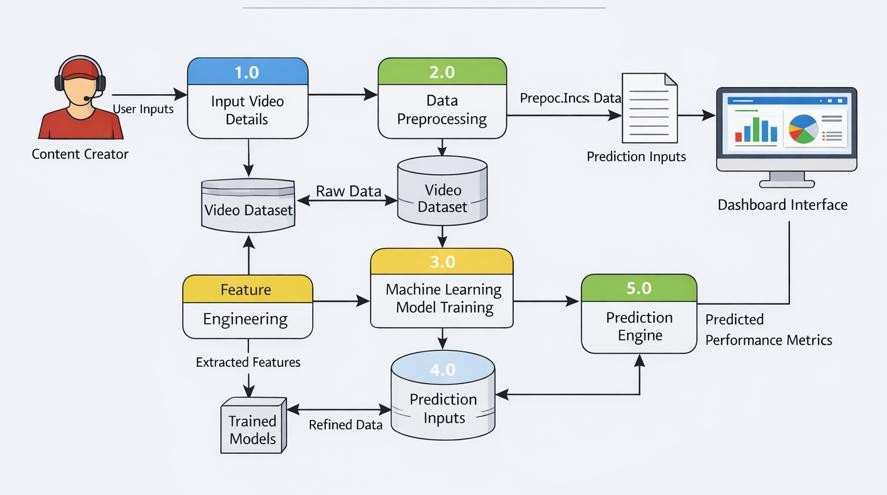 1.0
2.0
Input Video
Details
Data
Preprocessing
User Inputs
Content Creator
Prepoc.Incs Data
Prediction Inputs
Dashboard Interface
Video Dataset
Raw Data
Video
Dataset
Feature
Engineering
3.0
Machine Learning
Model Training
5.0
Prediction
Engine
Predicted
Performance Metrics
Extracted Features
Trained
Models
Refined Data
4.0
Prediction
Inputs